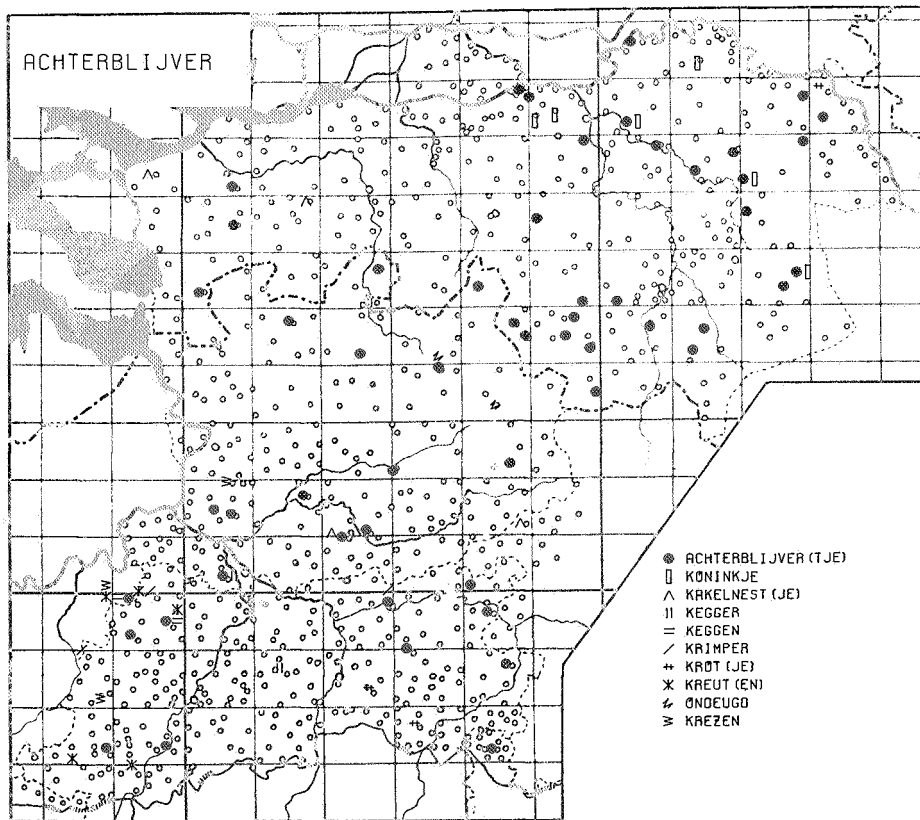 ACHTERBLIJVER
ACHTERBLIJVER(TJE)
KONINKJE
KAKELNEST(JE)
KEGGER
KEGGEN
KRIMPER
KROT(JE)
KREUT(EN)
ONDEUGD
KREZEN